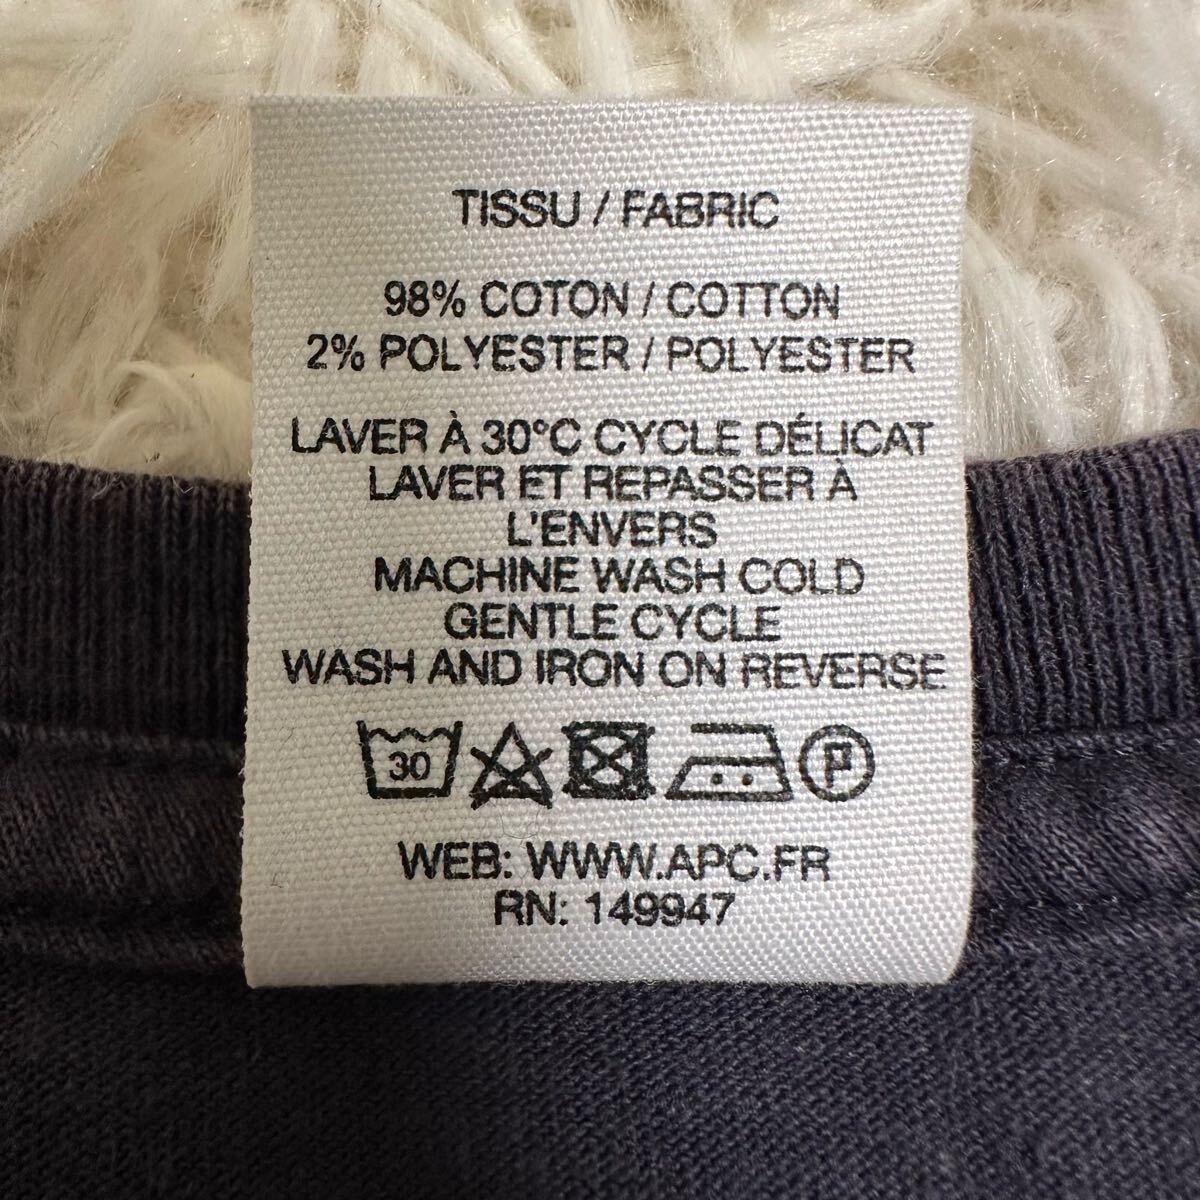 TISSU / FABRIC
98% COTON / COTTON
2% POLYESTER / POLYESTER
LAVER À 30°C CYCLE DÉLICAT
LAVER ET REPASSER À
L'ENVERS
MACHINE WASH COLD
GENTLE CYCLE
WASH AND IRON ON REVERSE
30 P
WEB: WWW.APC.FR
RN: 149947